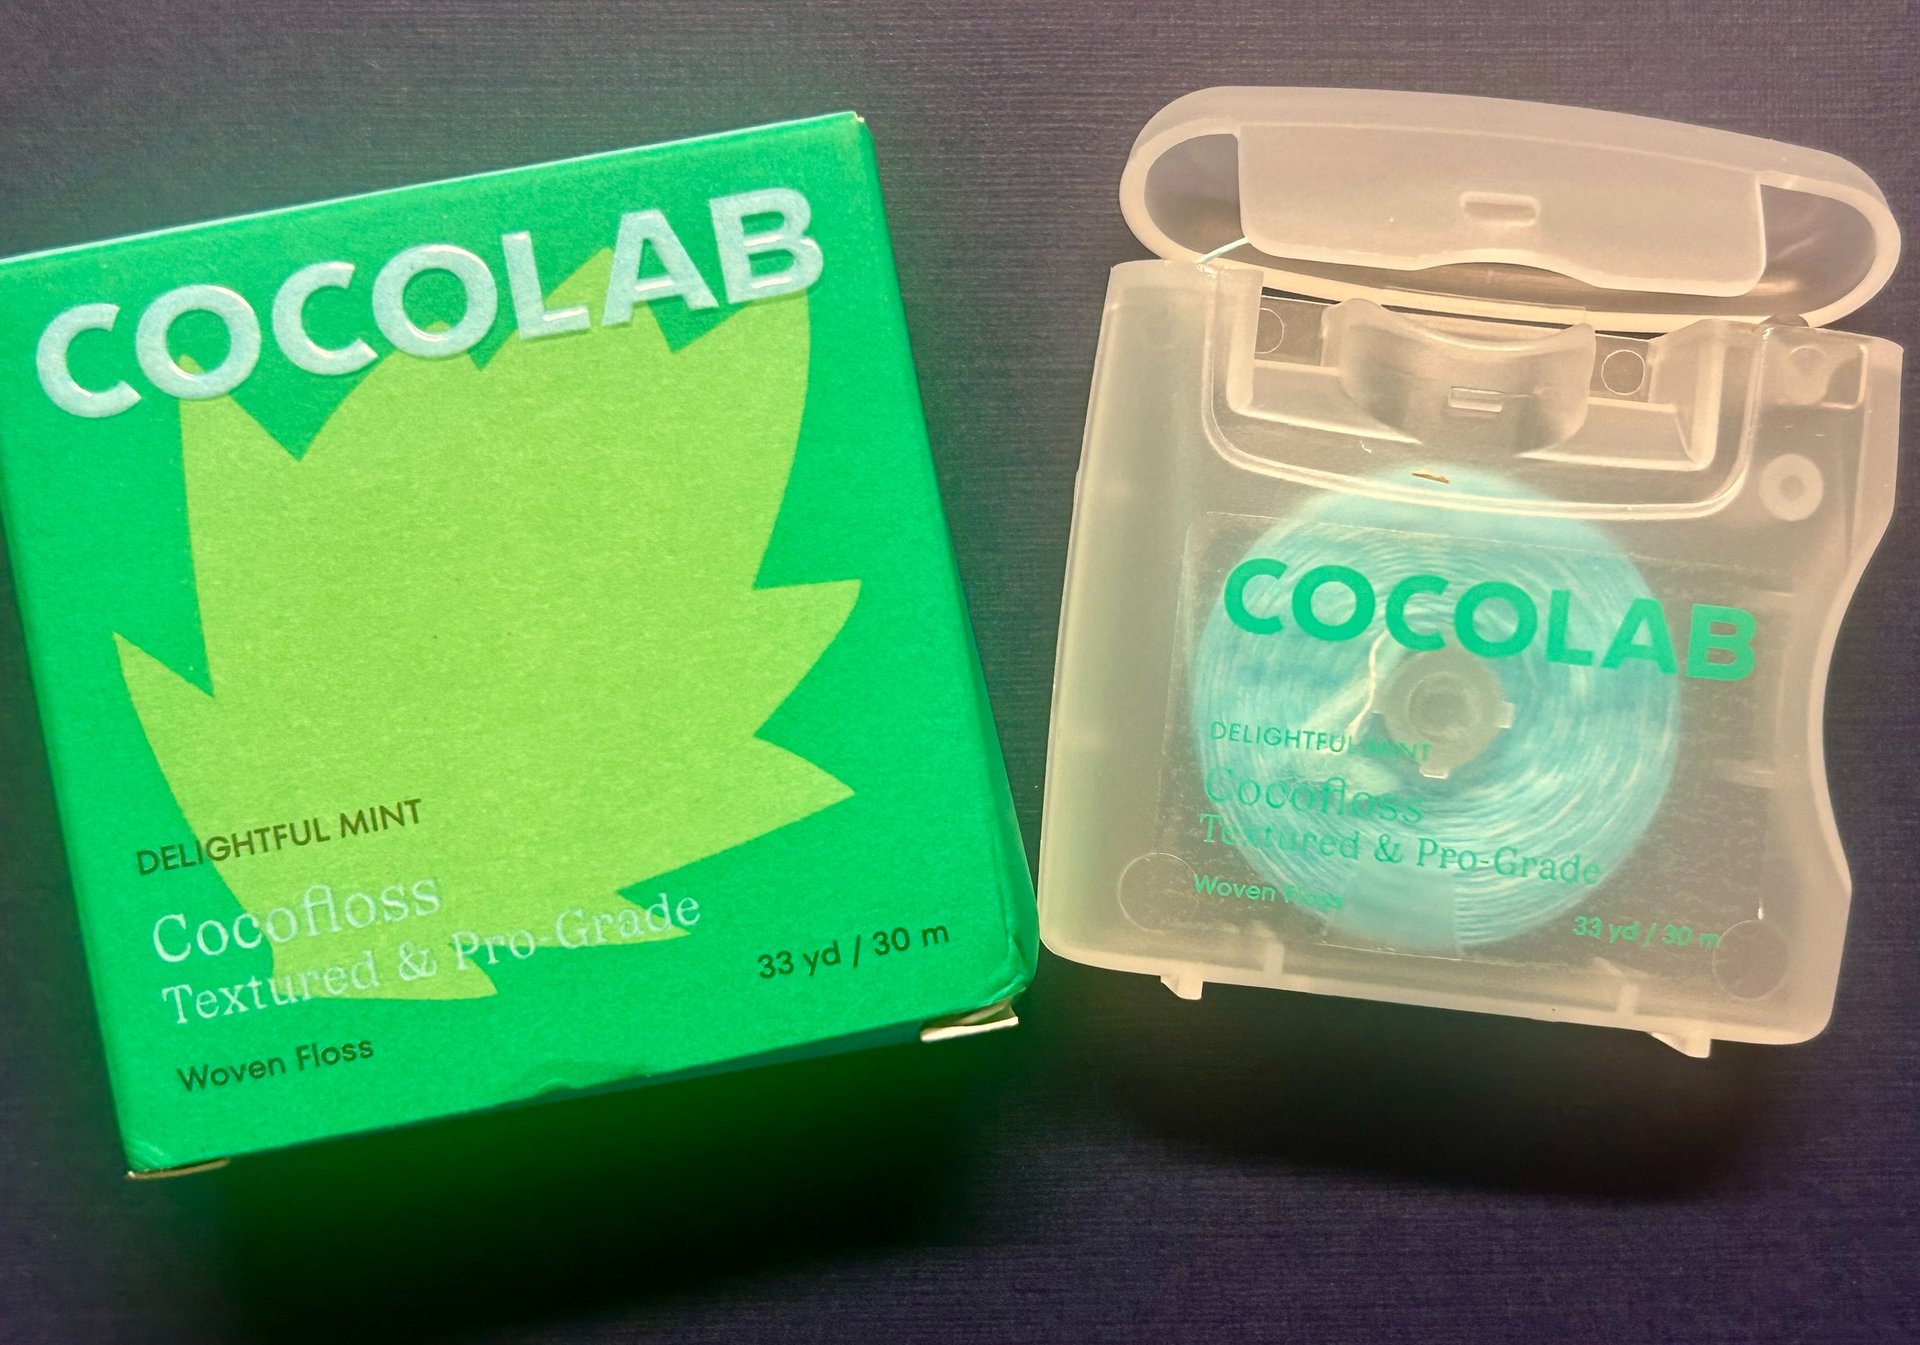 COCOLAB
DELIGHTFUL MINT
Cocofloss
Textured & Pro-Grade
Woven Floss
33 yd / 30 m
COCOLAB
DELIGHTFUL MINT
Cocofloss
Textured & Pro-Grade
Woven Floss
33 yd / 30 m